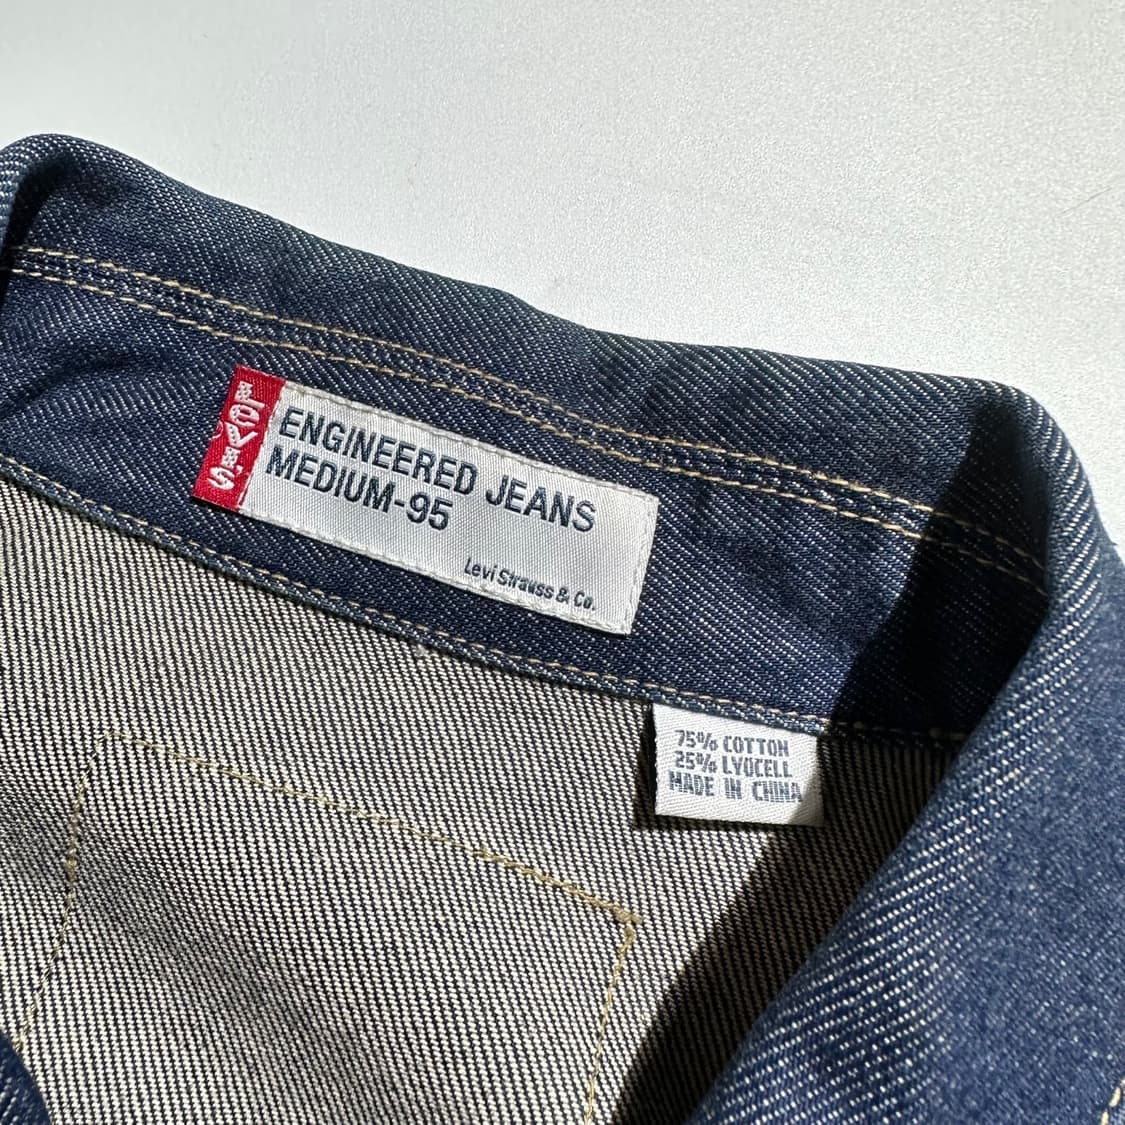 LEVI'S
ENGINEERED JEANS
MEDIUM-95
Levi Strauss & Co.
75% COTTON
25% LYOCELL
MADE IN CHINA